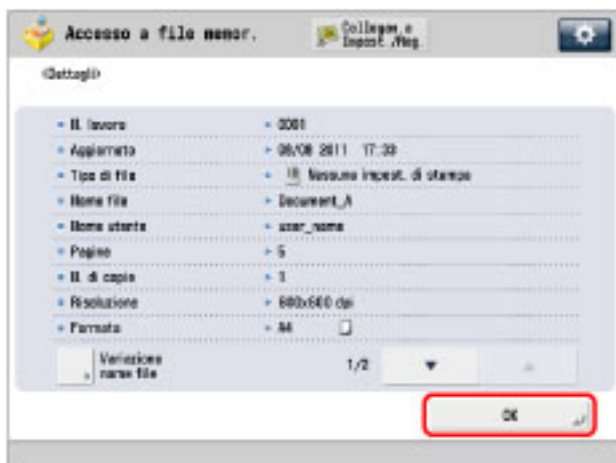 Accesso a file memor.
Collegam. a
Impost./Reg.
<Dettagli>
N. lavoro 0001
Aggiornato 08/08 2011 17:33
Tipo di file Nessuna impost. di stampa
Nome file Document_A
Nome utente user_name
Pagine 5
N. di copie 1
Risoluzione 600x600 dpi
Formato A4
Variazione
nome file
1/2
OK